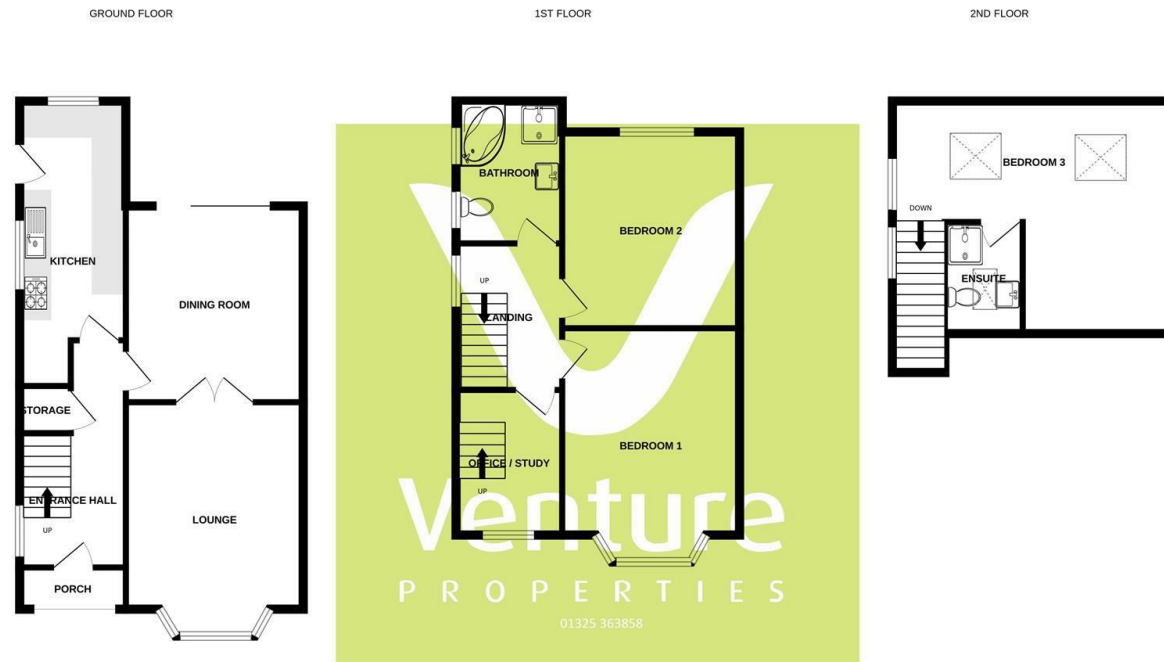 GROUND FLOOR
1ST FLOOR
2ND FLOOR
KITCHEN
DINING ROOM
STORAGE
ENTRANCE HALL
UP
LOUNGE
PORCH
BATHROOM
BEDROOM 2
UP
LANDING
BEDROOM 1
OFFICE / STUDY
UP
Venture
PROPERTIES
01325 363858
BEDROOM 3
DOWN
ENSUITE